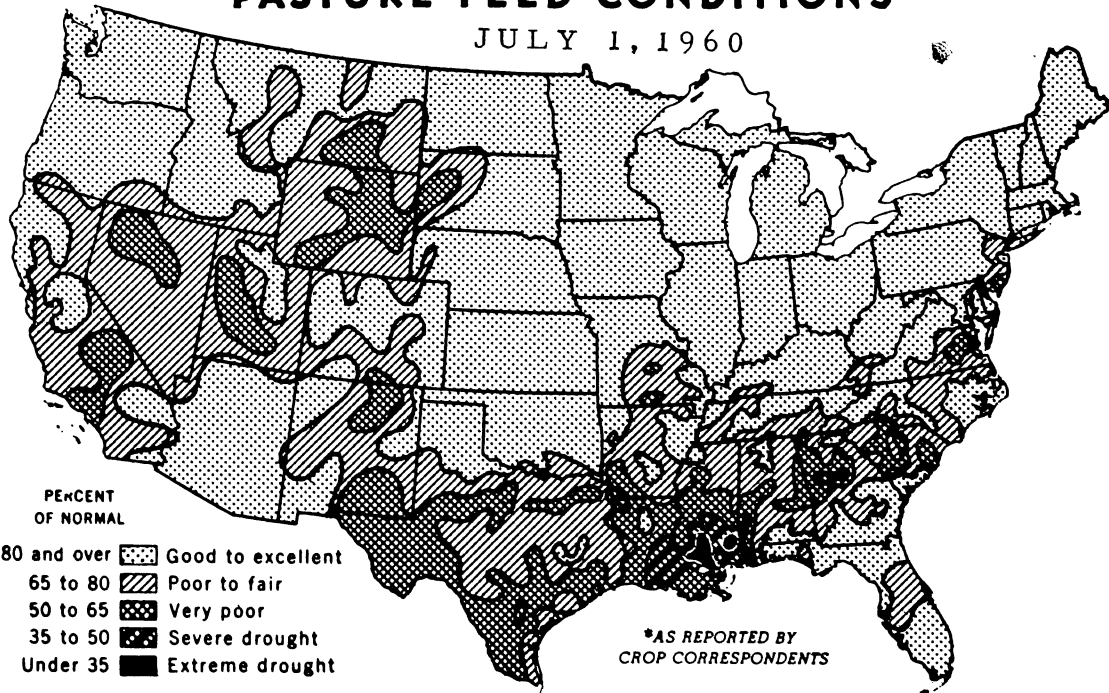 PASTURE FEED CONDITIONS
JULY 1, 1960
PERCENT
OF NORMAL
80 and over Good to excellent
65 to 80 Poor to fair
50 to 65 Very poor
35 to 50 Severe drought
Under 35 Extreme drought
*AS REPORTED BY
CROP CORRESPONDENTS